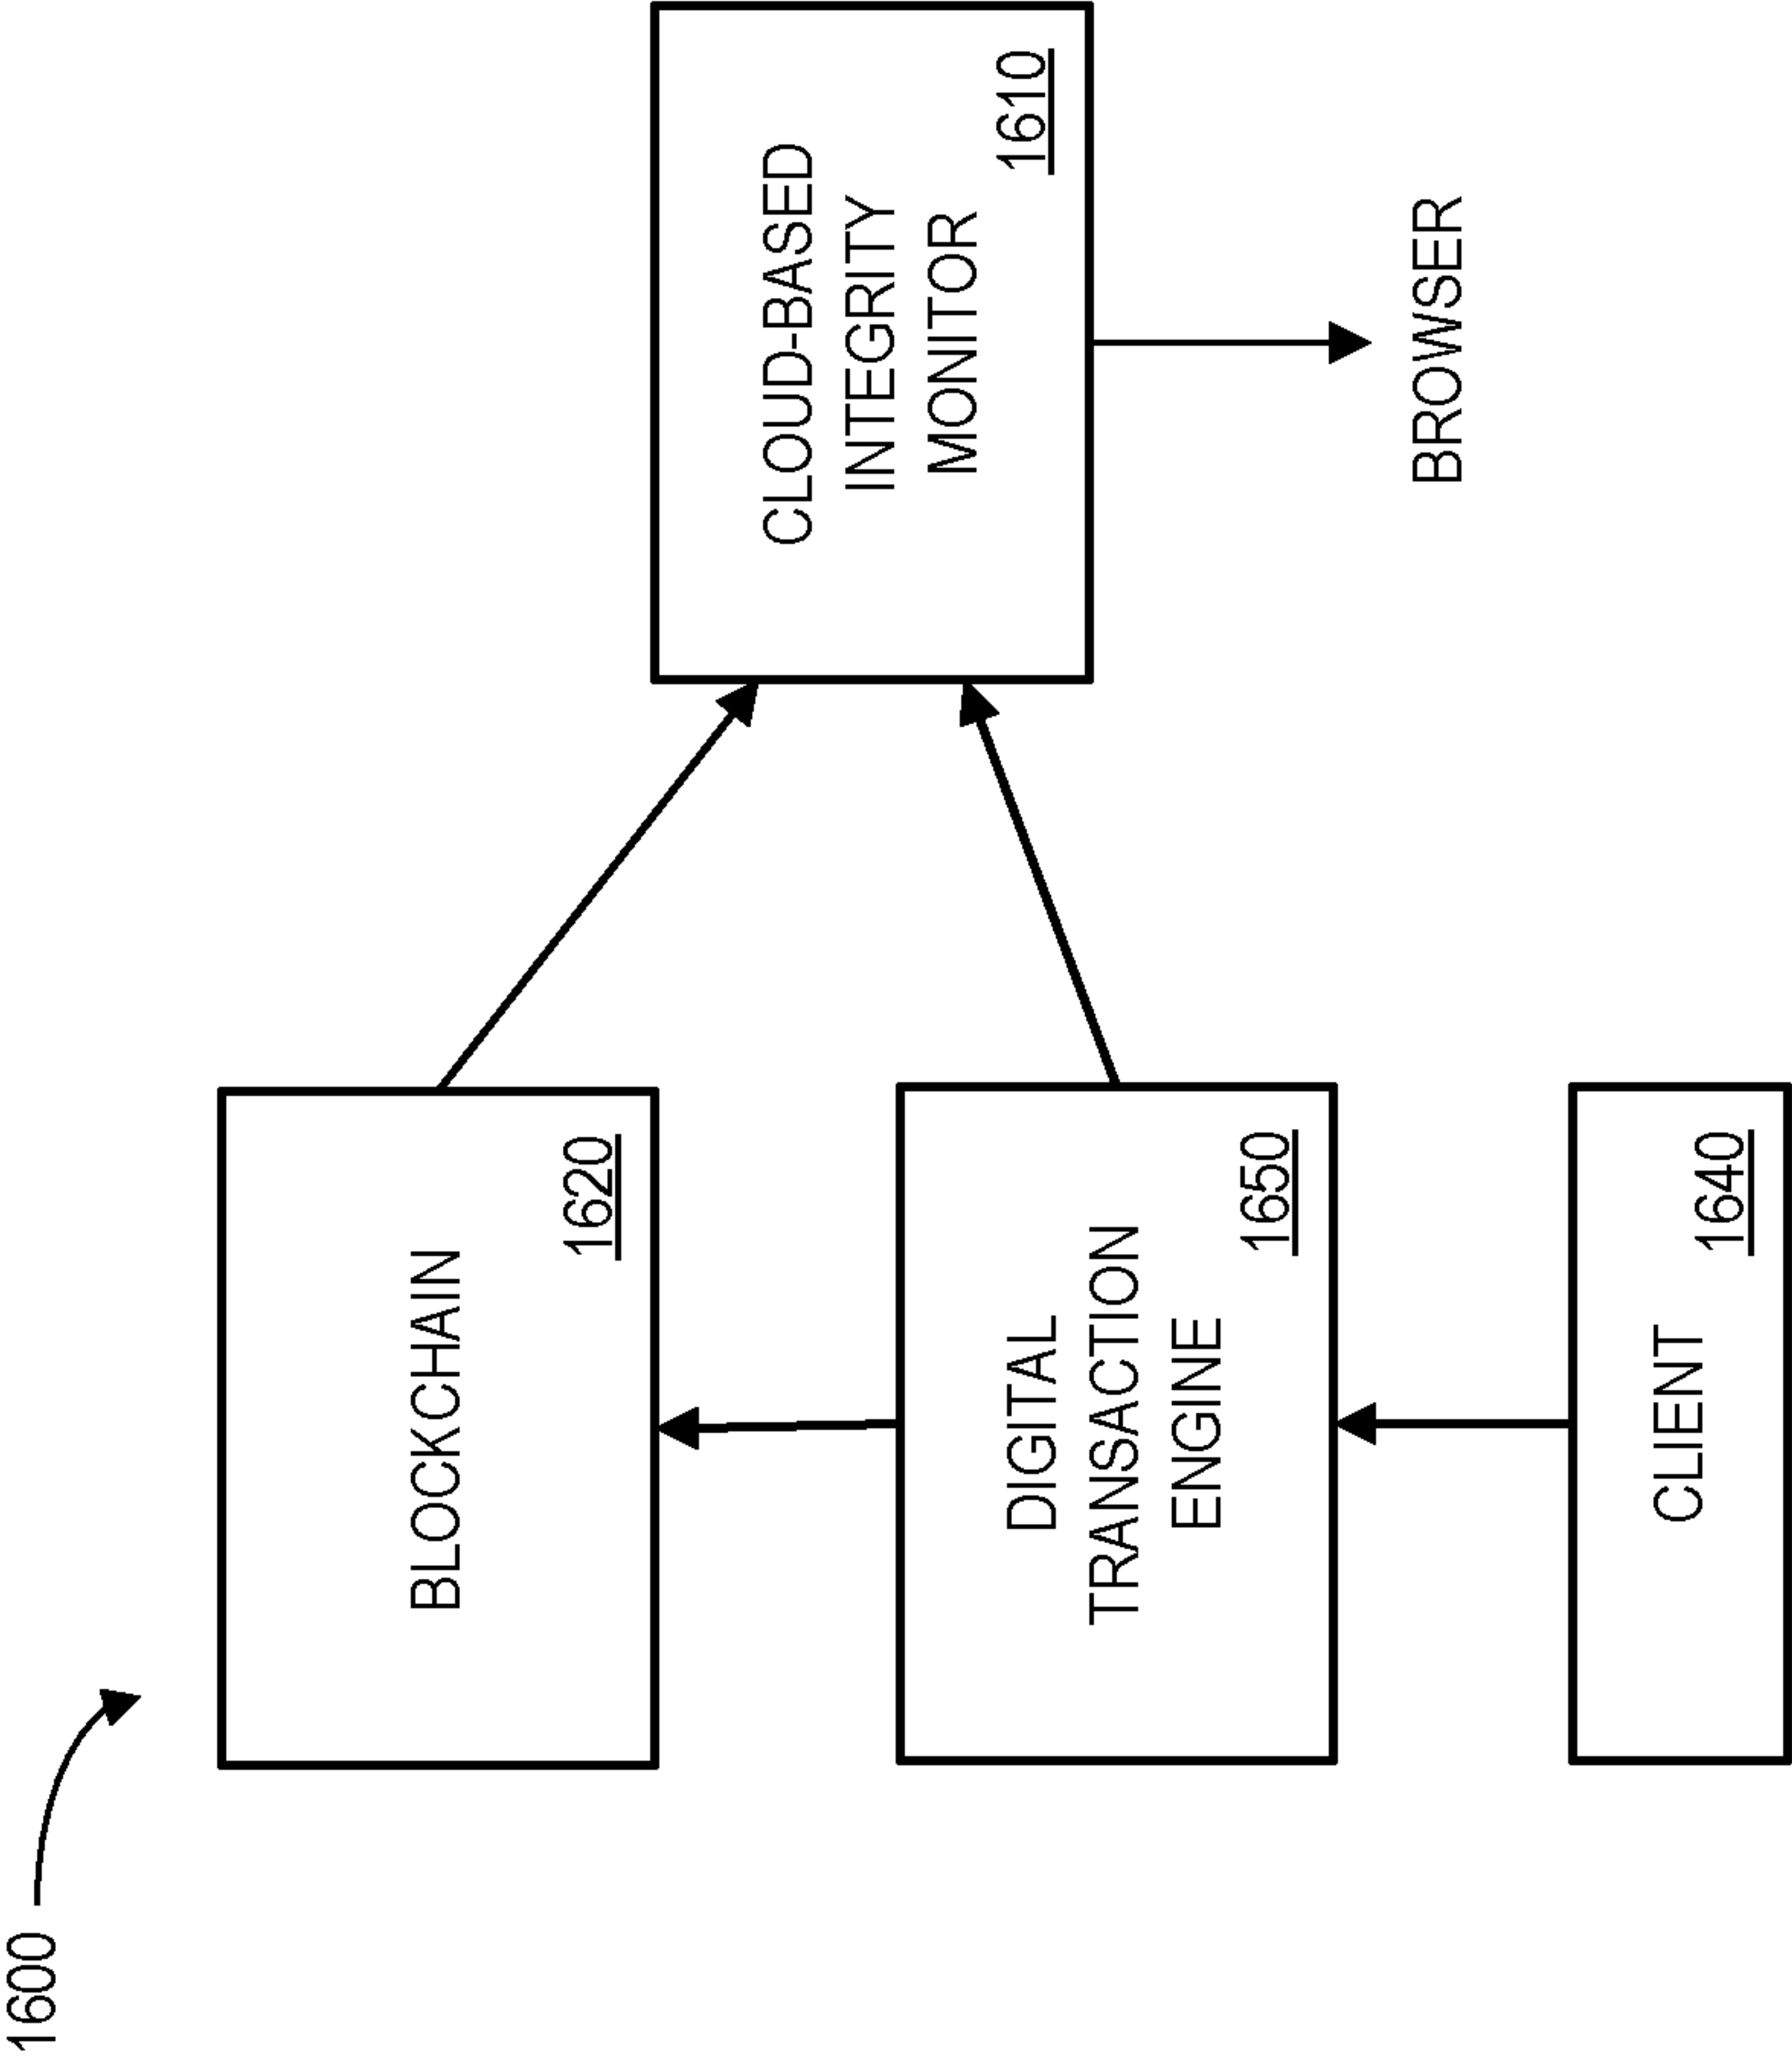 1600
BLOCKCHAIN
1620
CLOUD-BASED
INTEGRITY
MONITOR
1610
DIGITAL
TRANSACTION
ENGINE
1650
BROWSER
CLIENT
1640